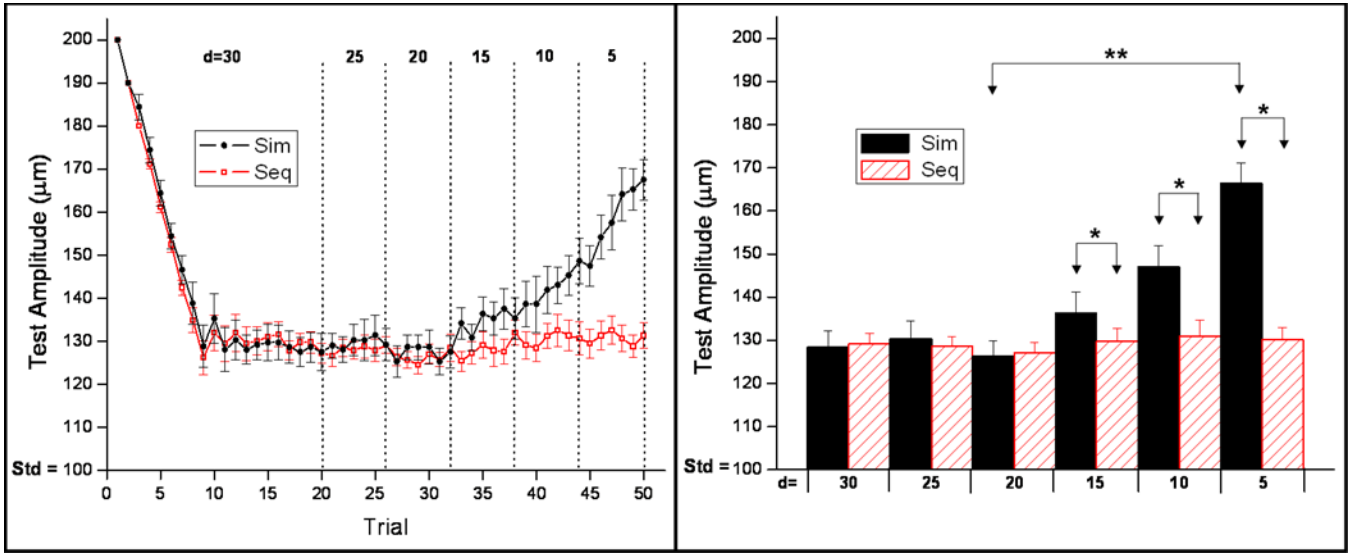 d=30 25 20 15 10 5
Sim
Seq
Test Amplitude (μm)
200
190
180
170
160
150
140
130
120
110
Std = 100
0 5 10 15 20 25 30 35 40 45 50
Trial
**
*
*
*
Sim
Seq
Test Amplitude (μm)
200
190
180
170
160
150
140
130
120
110
Std = 100
d= 30 25 20 15 10 5